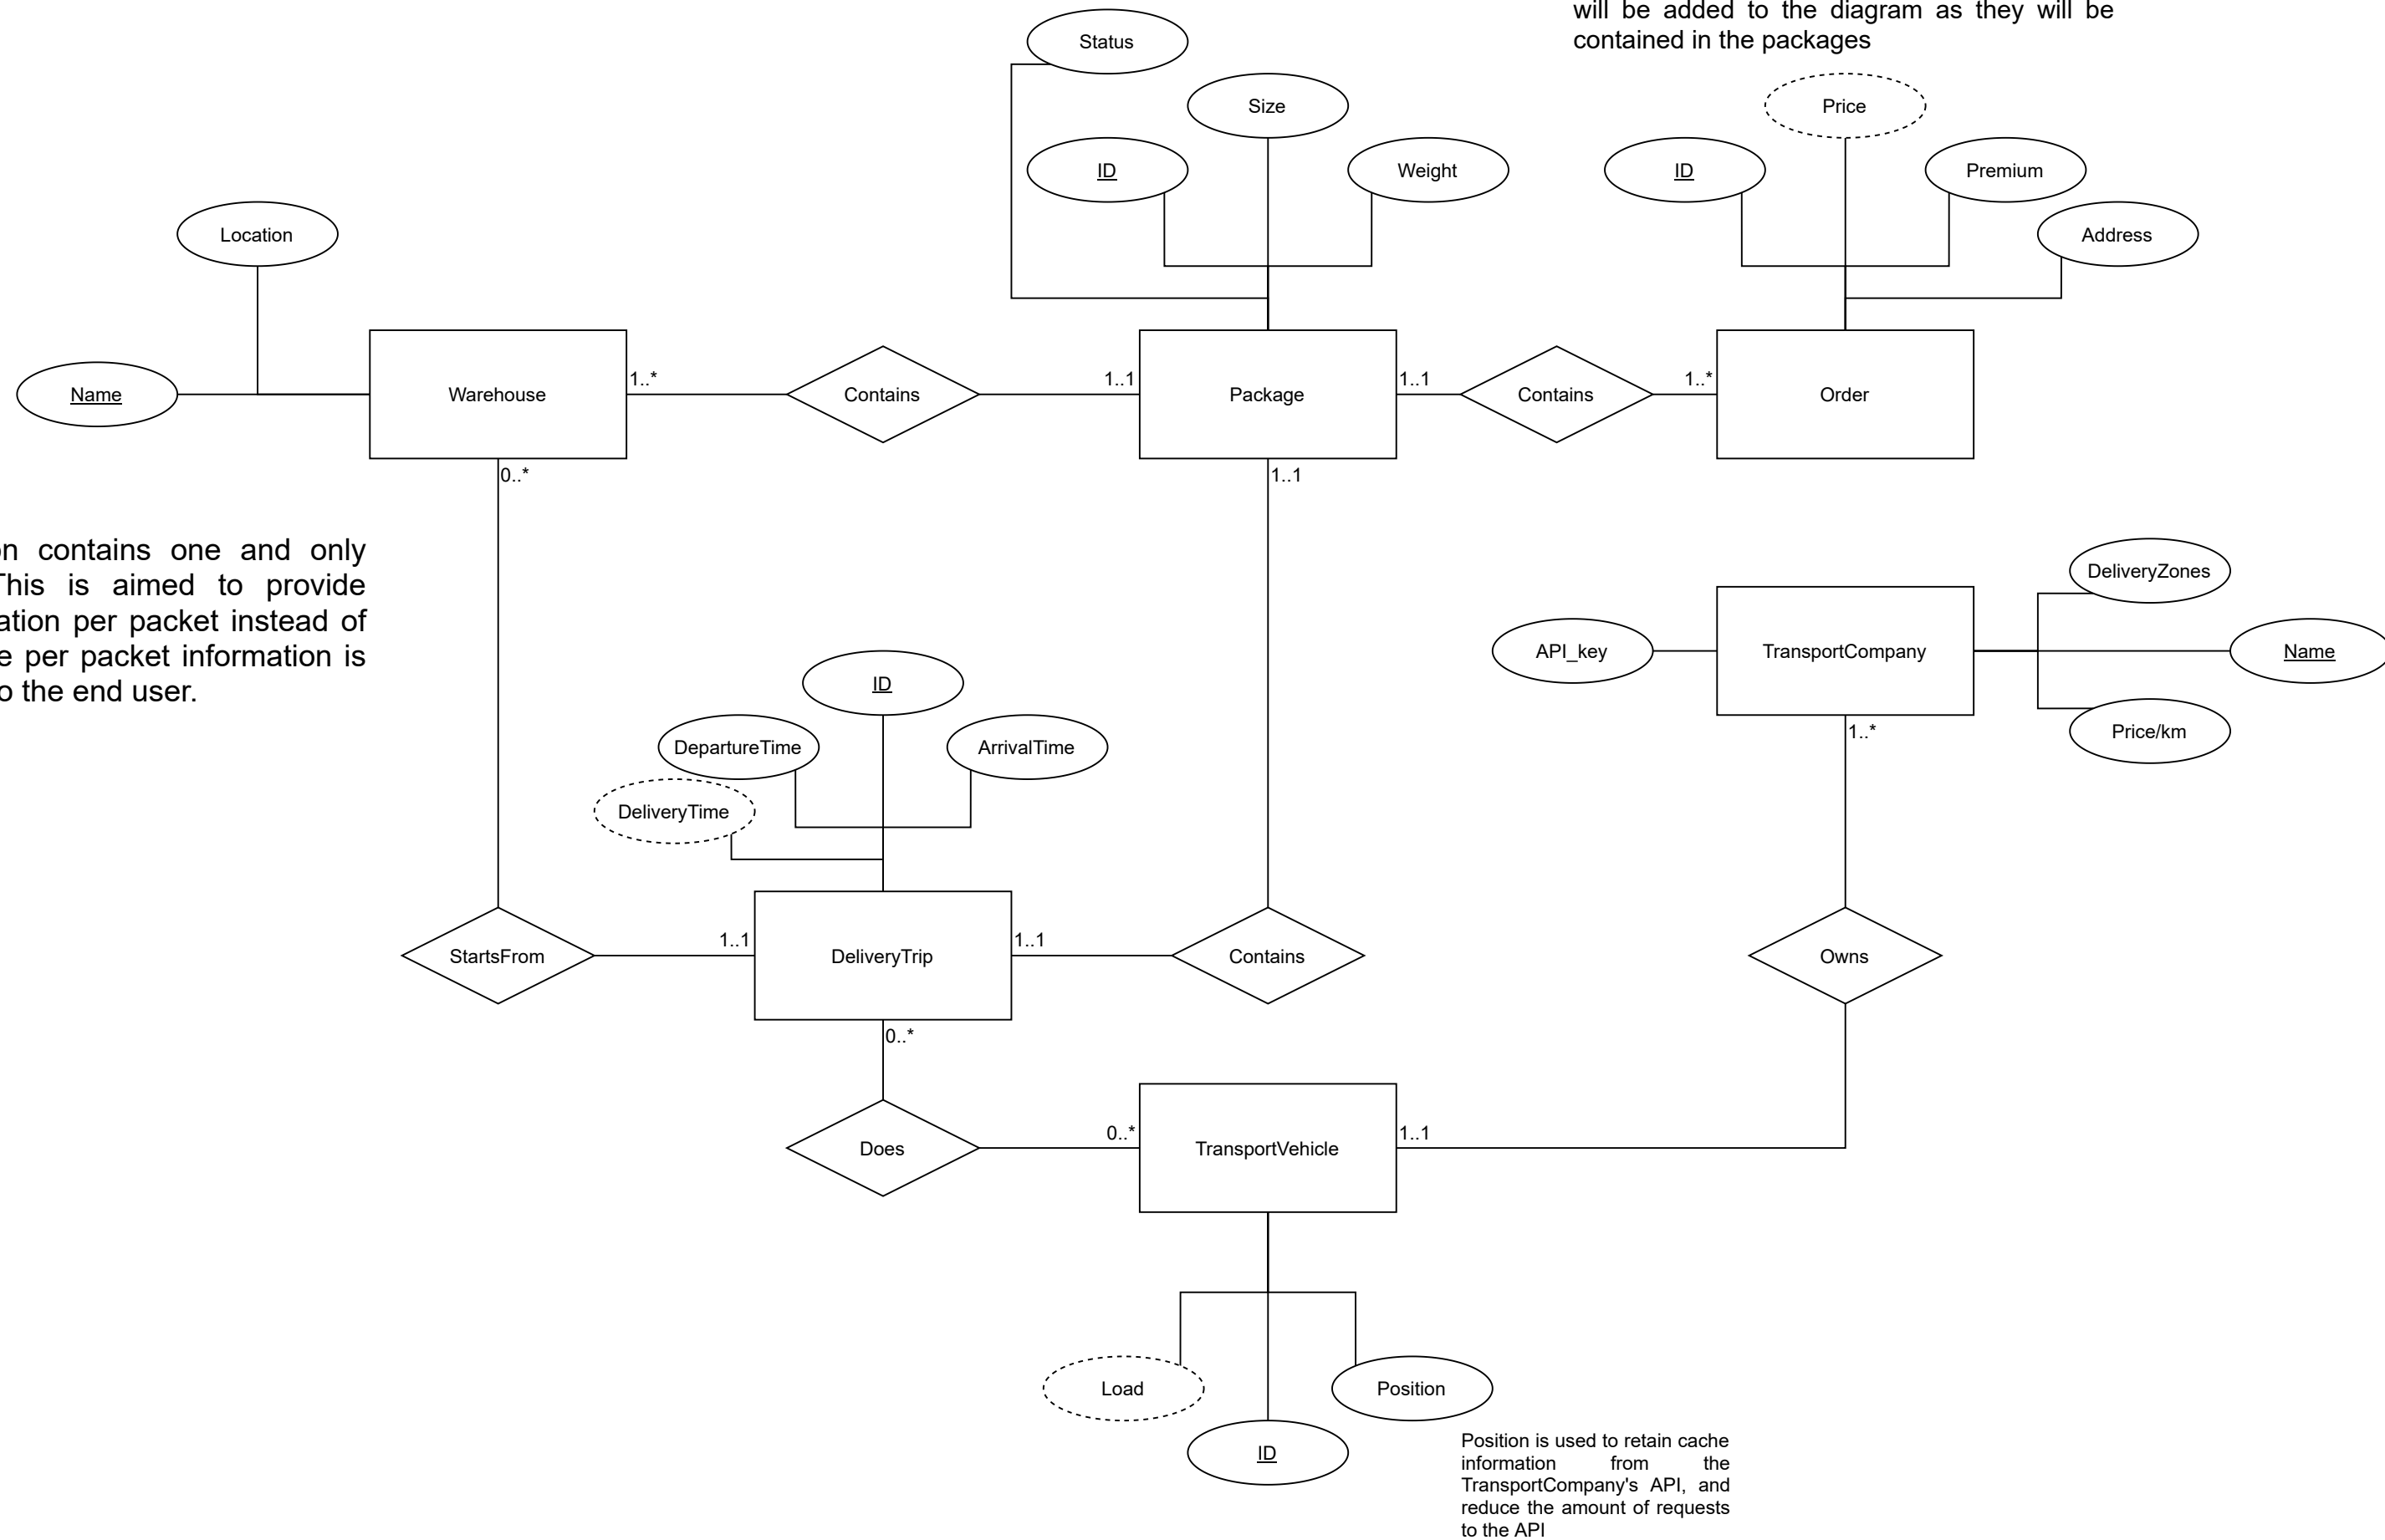 will be added to the diagram as they will be
contained in the packages
Status
Size
Price
ID
Weight
ID
Premium
Location
Address
Name
Warehouse
1..*
Contains
1..1
Package
1..1
Contains
1..*
Order
0..*
1..1
contains one and only
This is aimed to provide
per packet instead of
per packet information is
the end user.
DeliveryZones
API_key
TransportCompany
Name
Price/km
1..*
ID
DepartureTime
ArrivalTime
DeliveryTime
StartsFrom
1..1
DeliveryTrip
1..1
Contains
Owns
0..*
Does
0..*
TransportVehicle
1..1
Load
Position
ID
Position is used to retain cache
information from the
TransportCompany's API, and
reduce the amount of requests
to the API